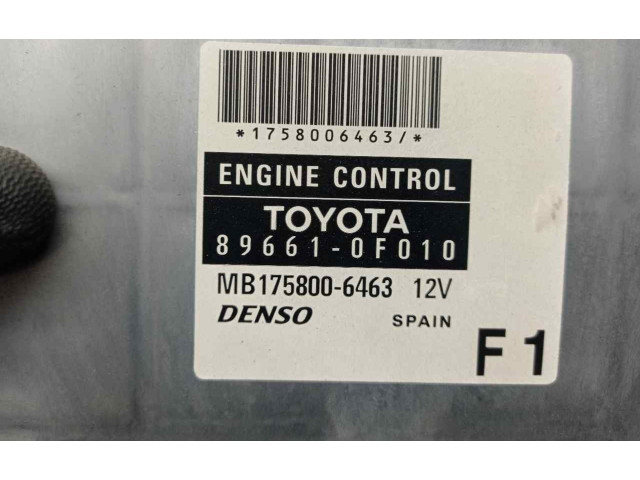 *1758006463/*
ENGINE CONTROL
TOYOTA
89661-0F010
MB175800-6463 12V
DENSO SPAIN
F1